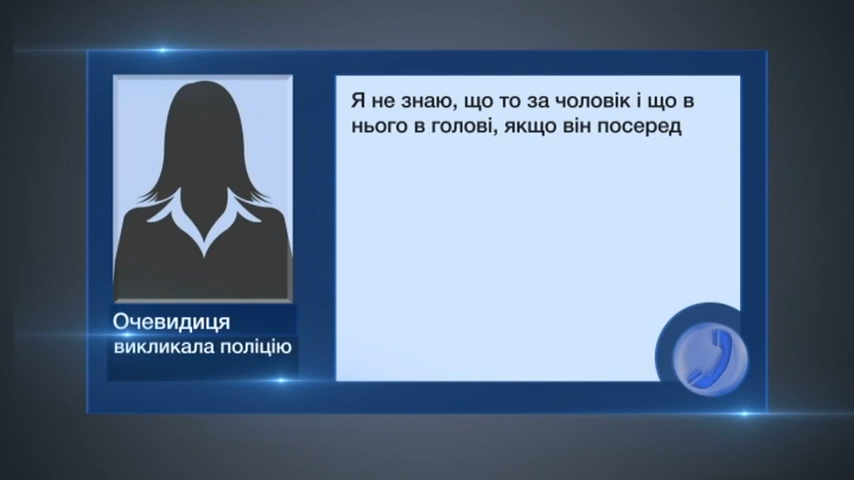 Я не знаю, що то за чоловік і що в
нього в голові, якщо він посеред
Очевидиця
викликала поліцію